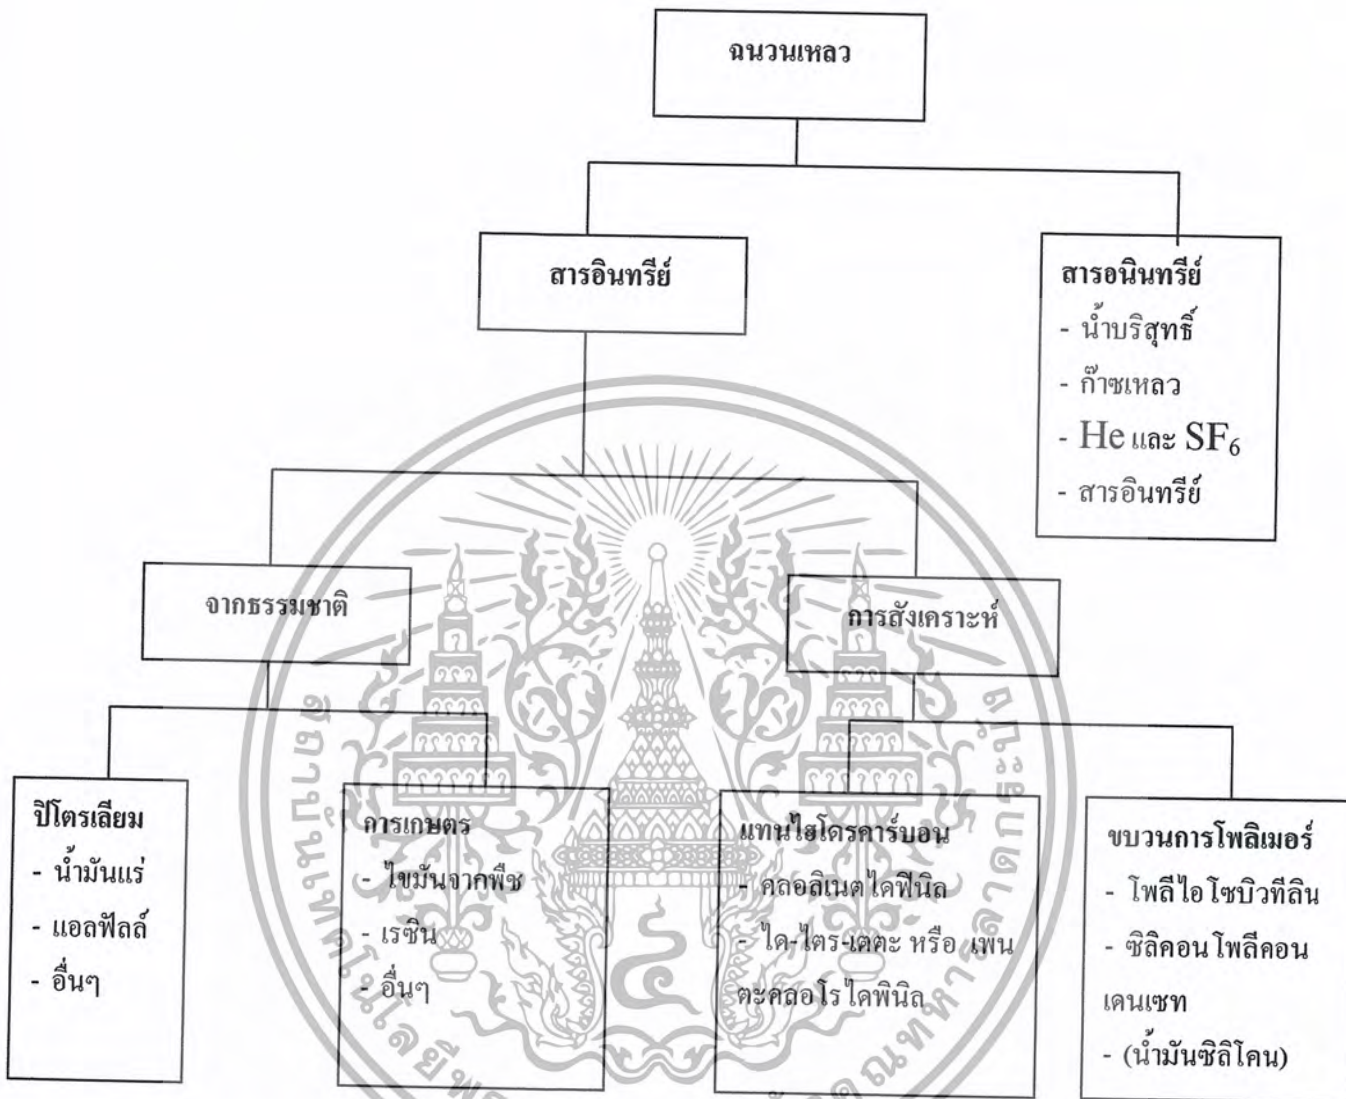 ฉนวนเหลว
สารอินทรีย์
สารอนินทรีย์
- น้ำบริสุทธิ์
- ก๊าซเหลว
- He และ SF₆
- สารอินทรีย์
จากธรรมชาติ
การสังเคราะห์
ปิโตรเลียม
- น้ำมันแร่
- แอลฟัลล์
- อื่นๆ
การเกษตร
- ไขมันจากพืช
- เรซิน
- อื่นๆ
แทนไฮโดรคาร์บอน
- คลอลิเนตไดฟีนิล
- ได-ไตร-เตตะ หรือ เพน
ตะคลอโรไดพินิล
ขบวนการโพลิเมอร์
- โพลีไอโซบิวทีลิน
- ซิลิคอนโพลีคอน
เดนเซท
- (น้ำมันซิลิโคน)